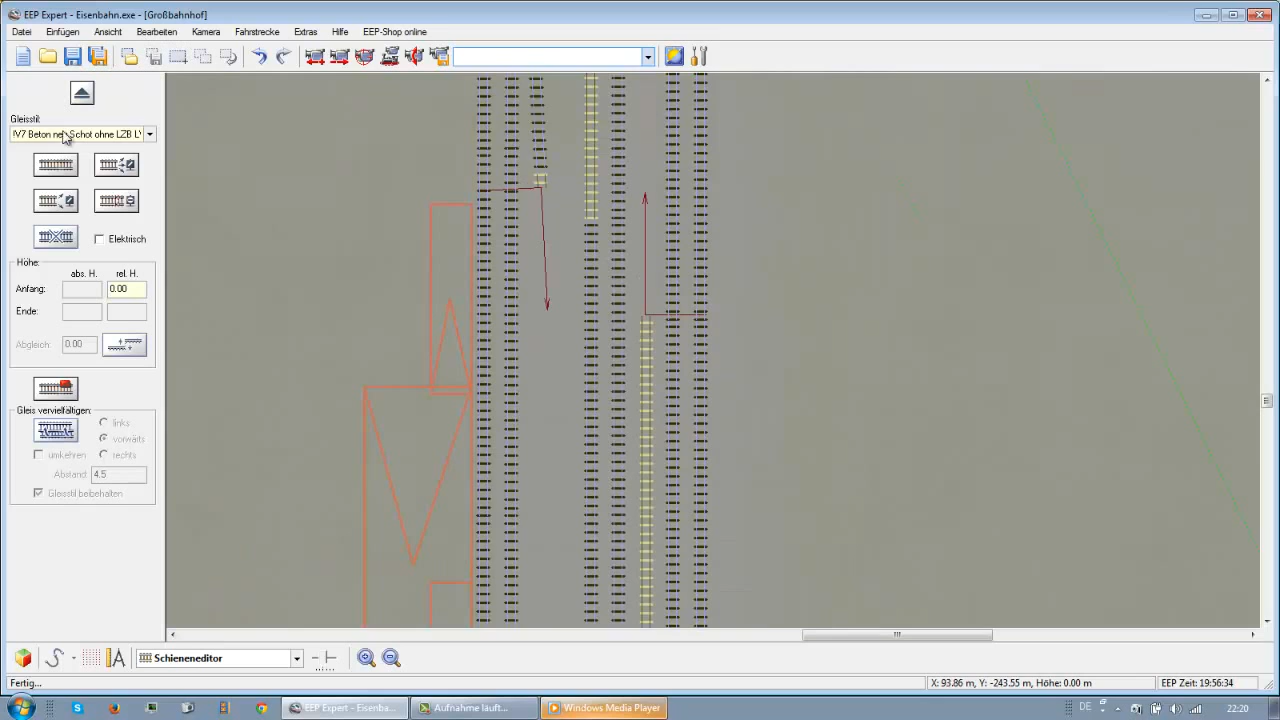 EEP Expert - Eisenbahn.exe - [Großbahnhof]
Datei Einfügen Ansicht Bearbeiten Kamera Fahrstrecke Extras Hilfe EEP-Shop online
Gleisstil:
Elektrisch
Höhe:
abs. H. rel. H.
Anfang: 0.00
Ende:
Abgleich: 0.00
Gleis vervielfältigen:
links
vorwärts
umkehren rechts
Abstand: 4.5
Gleisstil beibehalten
Schieneneditor
Fertig... X: 93.86 m, Y: -243.55 m, Höhe: 0.00 m EEP Zeit: 19:56:34
EEP Expert - Eisenba... Aufnahme läuft... Windows Media Player DE 22:20